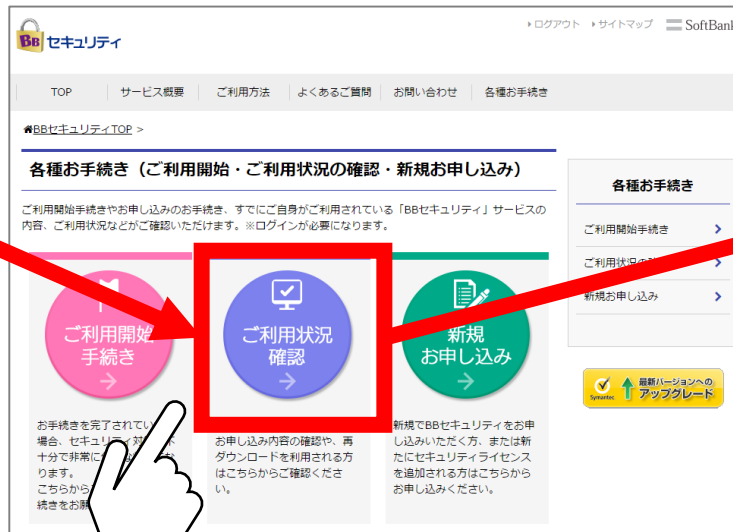 ログアウト サイトマップ SoftBank
BB セキュリティ
TOP サービス概要 ご利用方法 よくあるご質問 お問い合わせ 各種お手続き
BBセキュリティTOP >
各種お手続き（ご利用開始・ご利用状況の確認・新規お申し込み）
ご利用開始手続きやお申し込みのお手続き、すでにご自身がご利用されている「BBセキュリティ」サービスの
内容、ご利用状況などがご確認いただけます。※ログインが必要になります。
ご利用開始
手続き
お手続きを完了されてい
場合、セキュリティ対
十分で非常に
ります。
こちらから
続きをお願
ご利用状況
確認
お申し込み内容の確認や、再
ダウンロードを利用される方
はこちらからご確認くださ
い。
新規
お申し込み
新規でBBセキュリティをお申
し込みいただく方、または新
たにセキュリティライセンス
を追加される方はこちらから
お申し込みください。
各種お手続き
ご利用開始手続き
ご利用状況の
新規お申し込み
Symantec
最新バージョンへの
アップグレード